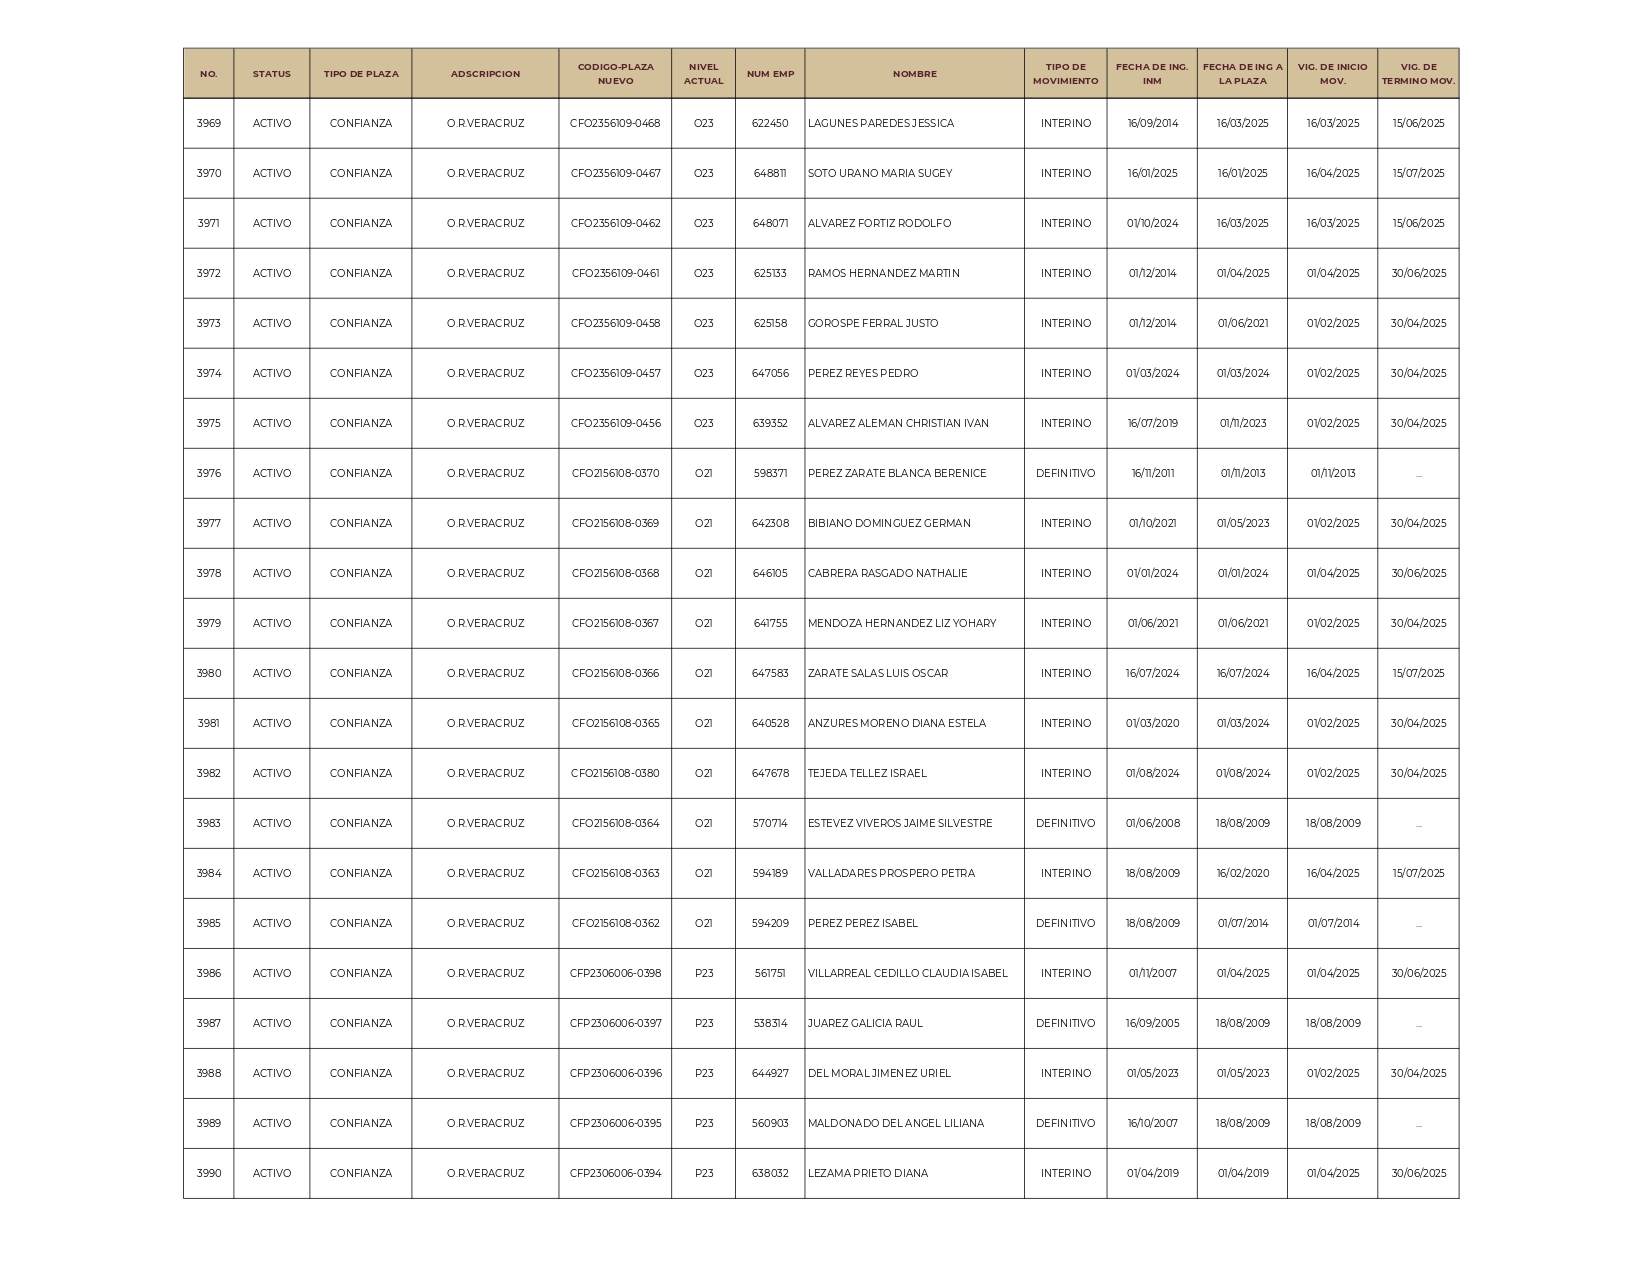 NO. STATUS TIPO DE PLAZA ADSCRIPCION CODIGO-PLAZA NUEVO NIVEL ACTUAL NUM EMP NOMBRE TIPO DE MOVIMIENTO FECHA DE ING. INM FECHA DE ING A LA PLAZA VIG. DE INICIO MOV. VIG. DE TERMINO MOV.
3969 ACTIVO CONFIANZA O.R.VERACRUZ CFO2356109-0468 O23 622450 LAGUNES PAREDES JESSICA INTERINO 16/09/2014 16/03/2025 16/03/2025 15/06/2025
3970 ACTIVO CONFIANZA O.R.VERACRUZ CFO2356109-0467 O23 648811 SOTO URANO MARIA SUGEY INTERINO 16/01/2025 16/01/2025 16/04/2025 15/07/2025
3971 ACTIVO CONFIANZA O.R.VERACRUZ CFO2356109-0462 O23 648071 ALVAREZ FORTIZ RODOLFO INTERINO 01/10/2024 16/03/2025 16/03/2025 15/06/2025
3972 ACTIVO CONFIANZA O.R.VERACRUZ CFO2356109-0461 O23 625133 RAMOS HERNANDEZ MARTIN INTERINO 01/12/2014 01/04/2025 01/04/2025 30/06/2025
3973 ACTIVO CONFIANZA O.R.VERACRUZ CFO2356109-0458 O23 625158 GOROSPE FERRAL JUSTO INTERINO 01/12/2014 01/06/2021 01/02/2025 30/04/2025
3974 ACTIVO CONFIANZA O.R.VERACRUZ CFO2356109-0457 O23 647056 PEREZ REYES PEDRO INTERINO 01/03/2024 01/03/2024 01/02/2025 30/04/2025
3975 ACTIVO CONFIANZA O.R.VERACRUZ CFO2356109-0456 O23 639352 ALVAREZ ALEMAN CHRISTIAN IVAN INTERINO 16/07/2019 01/11/2023 01/02/2025 30/04/2025
3976 ACTIVO CONFIANZA O.R.VERACRUZ CFO2156108-0370 O21 598371 PEREZ ZARATE BLANCA BERENICE DEFINITIVO 16/11/2011 01/11/2013 01/11/2013 ...
3977 ACTIVO CONFIANZA O.R.VERACRUZ CFO2156108-0369 O21 642308 BIBIANO DOMINGUEZ GERMAN INTERINO 01/10/2021 01/05/2023 01/02/2025 30/04/2025
3978 ACTIVO CONFIANZA O.R.VERACRUZ CFO2156108-0368 O21 646105 CABRERA RASGADO NATHALIE INTERINO 01/01/2024 01/01/2024 01/04/2025 30/06/2025
3979 ACTIVO CONFIANZA O.R.VERACRUZ CFO2156108-0367 O21 641755 MENDOZA HERNANDEZ LIZ YOHARY INTERINO 01/06/2021 01/06/2021 01/02/2025 30/04/2025
3980 ACTIVO CONFIANZA O.R.VERACRUZ CFO2156108-0366 O21 647583 ZARATE SALAS LUIS OSCAR INTERINO 16/07/2024 16/07/2024 16/04/2025 15/07/2025
3981 ACTIVO CONFIANZA O.R.VERACRUZ CFO2156108-0365 O21 640528 ANZURES MORENO DIANA ESTELA INTERINO 01/03/2020 01/03/2024 01/02/2025 30/04/2025
3982 ACTIVO CONFIANZA O.R.VERACRUZ CFO2156108-0380 O21 647678 TEJEDA TELLEZ ISRAEL INTERINO 01/08/2024 01/08/2024 01/02/2025 30/04/2025
3983 ACTIVO CONFIANZA O.R.VERACRUZ CFO2156108-0364 O21 570714 ESTEVEZ VIVEROS JAIME SILVESTRE DEFINITIVO 01/06/2008 18/08/2009 18/08/2009 ...
3984 ACTIVO CONFIANZA O.R.VERACRUZ CFO2156108-0363 O21 594189 VALLADARES PROSPERO PETRA INTERINO 18/08/2009 16/02/2020 16/04/2025 15/07/2025
3985 ACTIVO CONFIANZA O.R.VERACRUZ CFO2156108-0362 O21 594209 PEREZ PEREZ ISABEL DEFINITIVO 18/08/2009 01/07/2014 01/07/2014 ...
3986 ACTIVO CONFIANZA O.R.VERACRUZ CFP2306006-0398 P23 561751 VILLARREAL CEDILLO CLAUDIA ISABEL INTERINO 01/11/2007 01/04/2025 01/04/2025 30/06/2025
3987 ACTIVO CONFIANZA O.R.VERACRUZ CFP2306006-0397 P23 538314 JUAREZ GALICIA RAUL DEFINITIVO 16/09/2005 18/08/2009 18/08/2009 ...
3988 ACTIVO CONFIANZA O.R.VERACRUZ CFP2306006-0396 P23 644927 DEL MORAL JIMENEZ URIEL INTERINO 01/05/2023 01/05/2023 01/02/2025 30/04/2025
3989 ACTIVO CONFIANZA O.R.VERACRUZ CFP2306006-0395 P23 560903 MALDONADO DEL ANGEL LILIANA DEFINITIVO 16/10/2007 18/08/2009 18/08/2009 ...
3990 ACTIVO CONFIANZA O.R.VERACRUZ CFP2306006-0394 P23 638032 LEZAMA PRIETO DIANA INTERINO 01/04/2019 01/04/2019 01/04/2025 30/06/2025